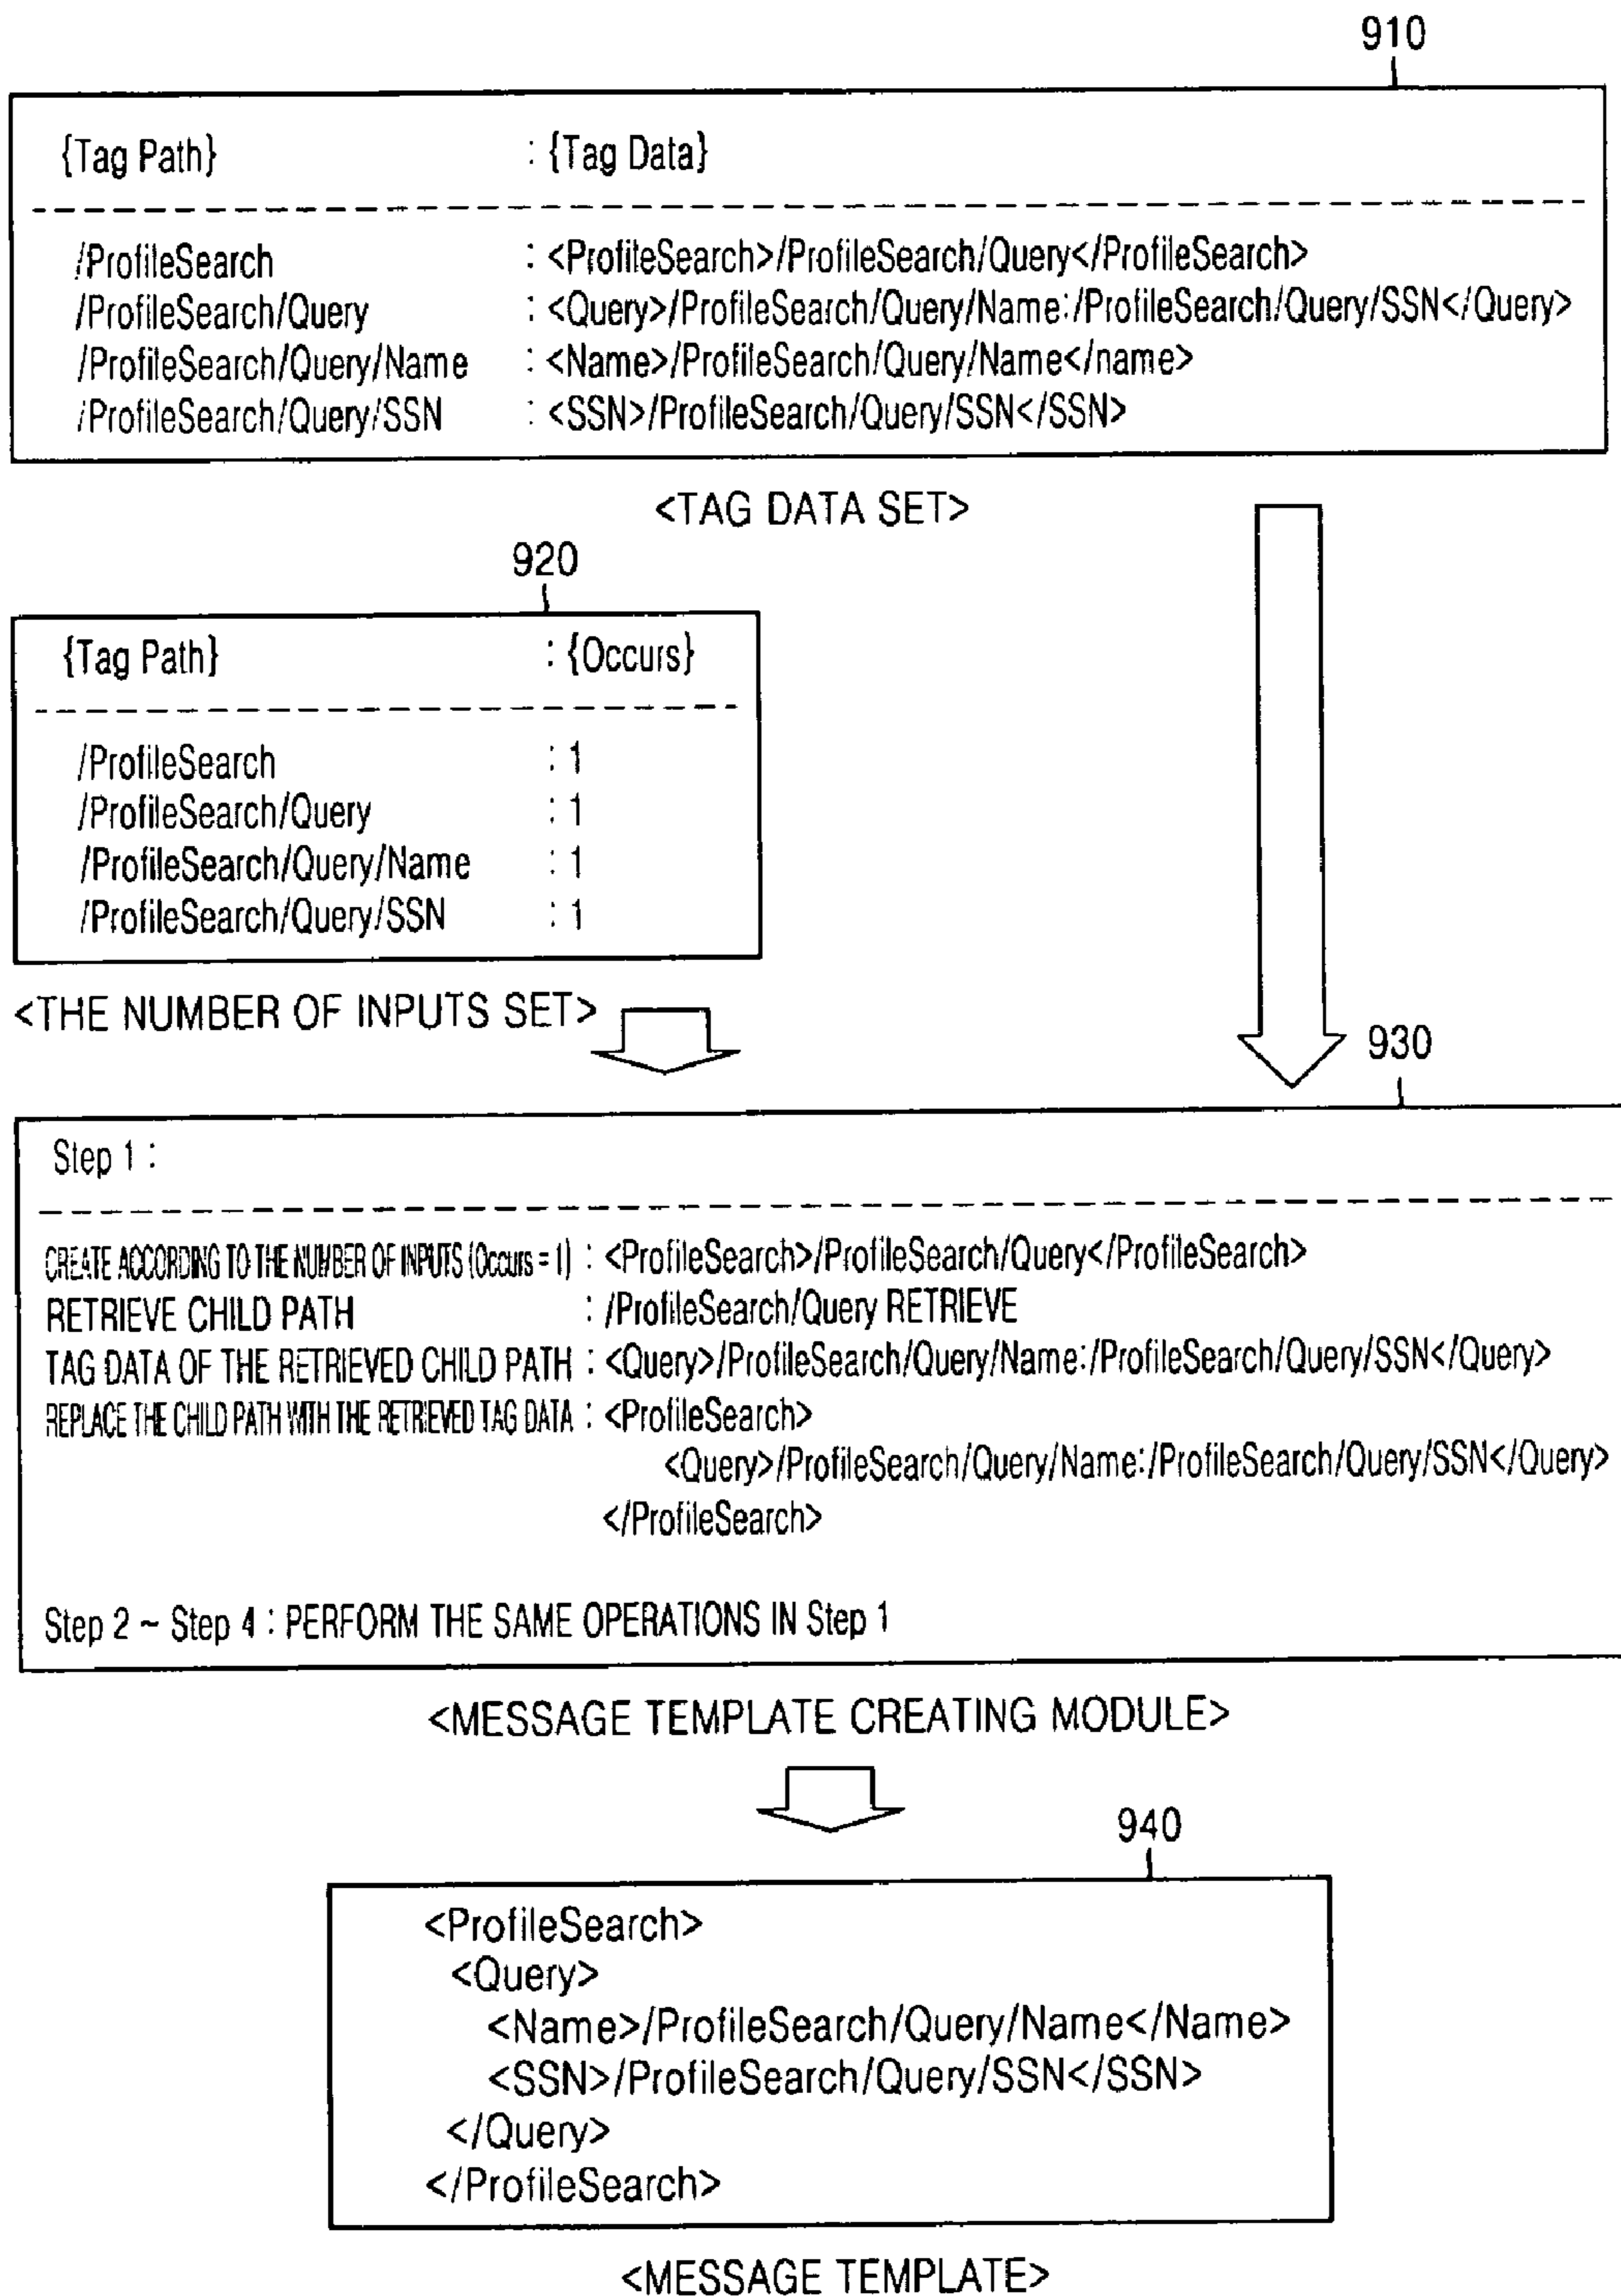 910
{Tag Path} : {Tag Data}
/ProfileSearch : <ProfileSearch>/ProfileSearch/Query</ProfileSearch>
/ProfileSearch/Query : <Query>/ProfileSearch/Query/Name:/ProfileSearch/Query/SSN</Query>
/ProfileSearch/Query/Name : <Name>/ProfileSearch/Query/Name</name>
/ProfileSearch/Query/SSN : <SSN>/ProfileSearch/Query/SSN</SSN>
<TAG DATA SET>
920
{Tag Path} : {Occurs}
/ProfileSearch : 1
/ProfileSearch/Query : 1
/ProfileSearch/Query/Name : 1
/ProfileSearch/Query/SSN : 1
<THE NUMBER OF INPUTS SET>
930
Step 1 :
CREATE ACCORDING TO THE NUMBER OF INPUTS (Occurs = 1) : <ProfileSearch>/ProfileSearch/Query</ProfileSearch>
RETRIEVE CHILD PATH : /ProfileSearch/Query RETRIEVE
TAG DATA OF THE RETRIEVED CHILD PATH : <Query>/ProfileSearch/Query/Name:/ProfileSearch/Query/SSN</Query>
REPLACE THE CHILD PATH WITH THE RETRIEVED TAG DATA : <ProfileSearch>
<Query>/ProfileSearch/Query/Name:/ProfileSearch/Query/SSN</Query>
</ProfileSearch>
Step 2 ~ Step 4 : PERFORM THE SAME OPERATIONS IN Step 1
<MESSAGE TEMPLATE CREATING MODULE>
940
<ProfileSearch>
<Query>
<Name>/ProfileSearch/Query/Name</Name>
<SSN>/ProfileSearch/Query/SSN</SSN>
</Query>
</ProfileSearch>
<MESSAGE TEMPLATE>